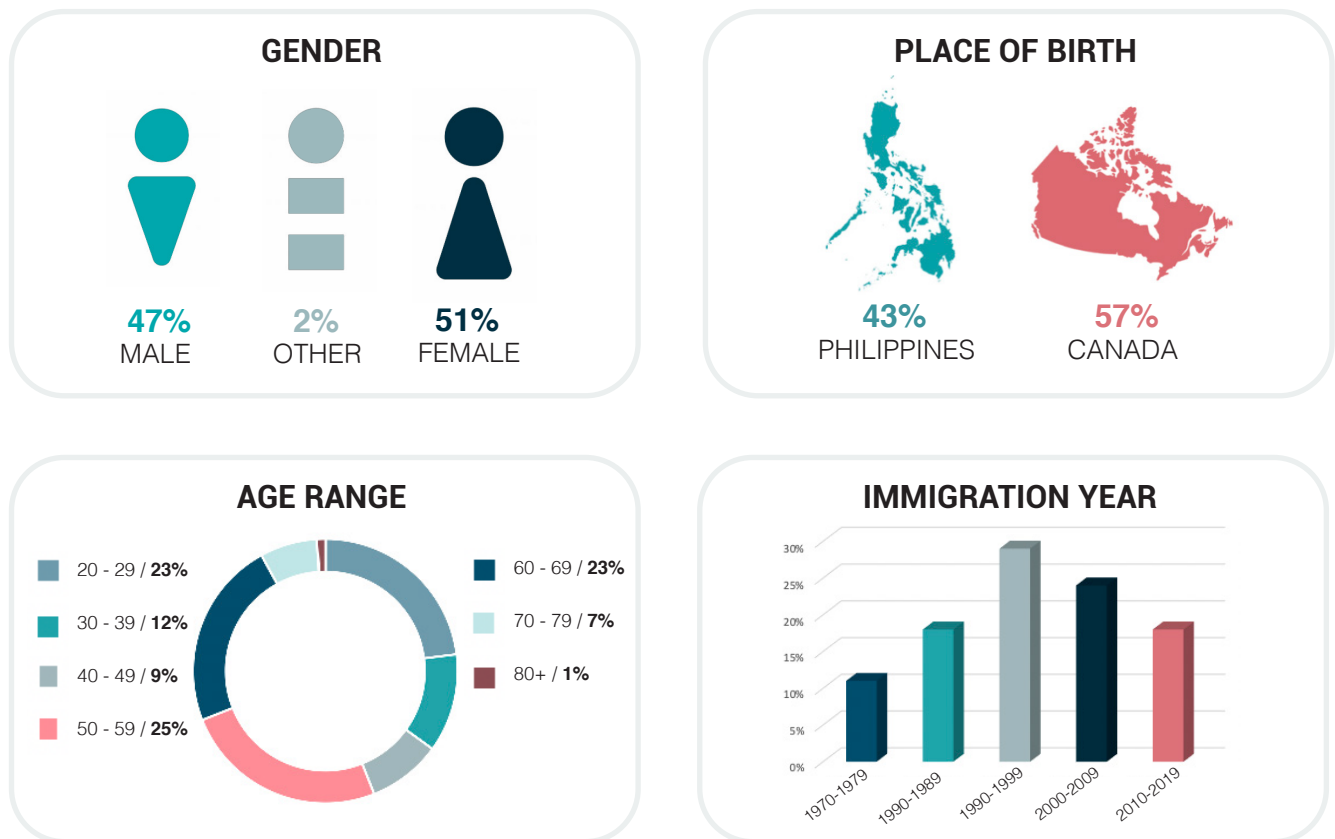 GENDER
47%
MALE
2%
OTHER
51%
FEMALE
PLACE OF BIRTH
43%
PHILIPPINES
57%
CANADA
AGE RANGE
20 - 29 / 23%
30 - 39 / 12%
40 - 49 / 9%
50 - 59 / 25%
60 - 69 / 23%
70 - 79 / 7%
80+ / 1%
IMMIGRATION YEAR
30%
25%
20%
15%
10%
5%
0%
1970-1979
1990-1989
1990-1999
2000-2009
2010-2019